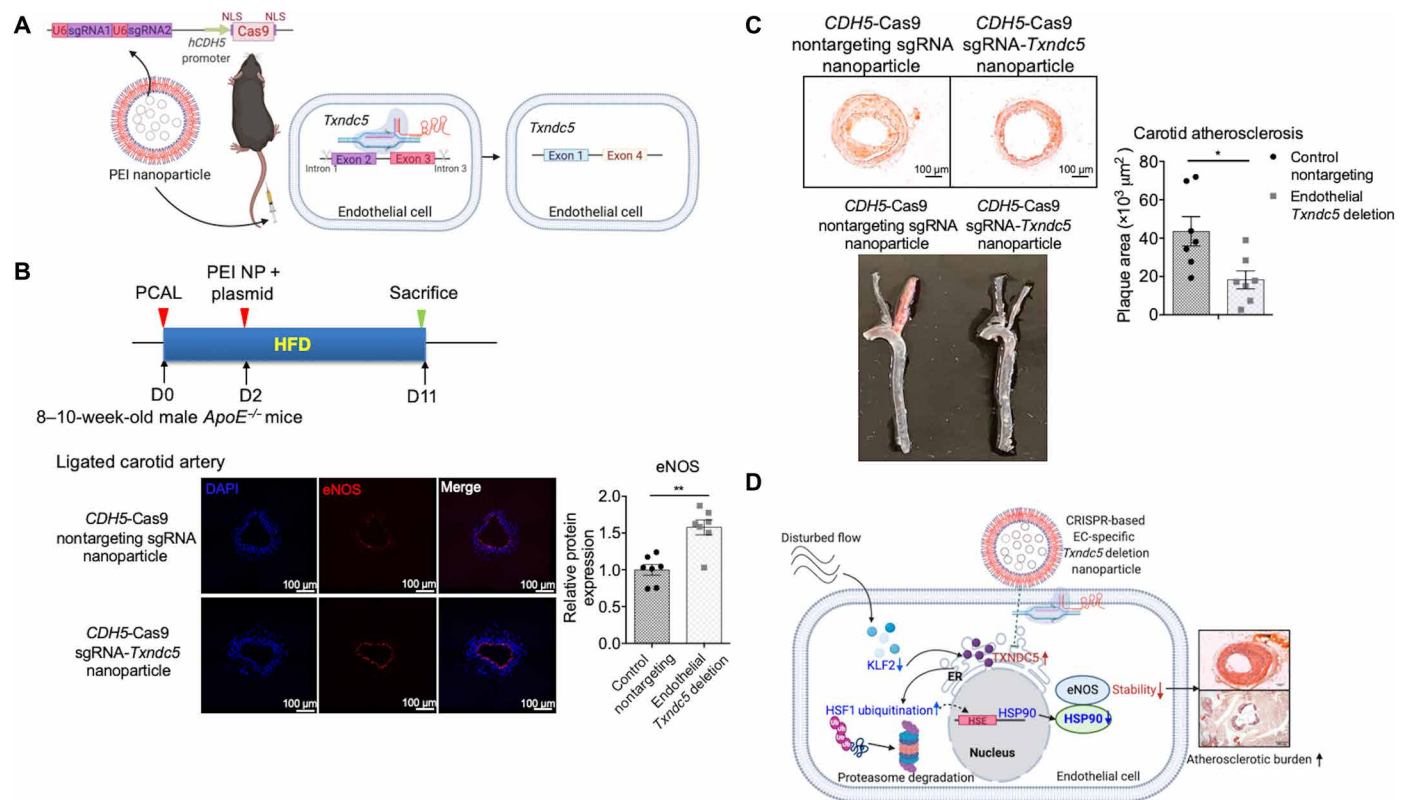 A
NLS NLS
U6 sgRNA1 U6 sgRNA2 Cas9
hCDH5
promoter
PEI nanoparticle
Txndc5
Exon 2 Exon 3
Intron 1 Intron 3
Endothelial cell
Txndc5
Exon 1 Exon 4
Endothelial cell
B
PCAL
PEI NP +
plasmid
Sacrifice
HFD
D0 D2 D11
8–10-week-old male ApoE–/– mice
Ligated carotid artery
DAPI eNOS Merge
CDH5-Cas9
nontargeting sgRNA
nanoparticle
100 µm 100 µm 100 µm
CDH5-Cas9
sgRNA-Txndc5
nanoparticle
100 µm 100 µm 100 µm
eNOS
**
Relative protein
expression
2.0
1.5
1.0
0.5
0.0
Control
nontargeting
Endothelial
Txndc5 deletion
C
CDH5-Cas9
nontargeting sgRNA
nanoparticle
CDH5-Cas9
sgRNA-Txndc5
nanoparticle
100 µm 100 µm
CDH5-Cas9
nontargeting sgRNA
nanoparticle
CDH5-Cas9
sgRNA-Txndc5
nanoparticle
Carotid atherosclerosis
*
Plaque area (×10³ µm²)
80
60
40
20
0
Control
nontargeting
Endothelial
Txndc5 deletion
D
Disturbed flow
CRISPR-based
EC-specific
Txndc5 deletion
nanoparticle
KLF2
TXNDC5
ER
HSF1 ubiquitination
Ub
Ub
Ub
Ub
Proteasome degradation
HSE
HSP90
Nucleus
eNOS
HSP90
Stability
Endothelial cell
Atherosclerotic burden